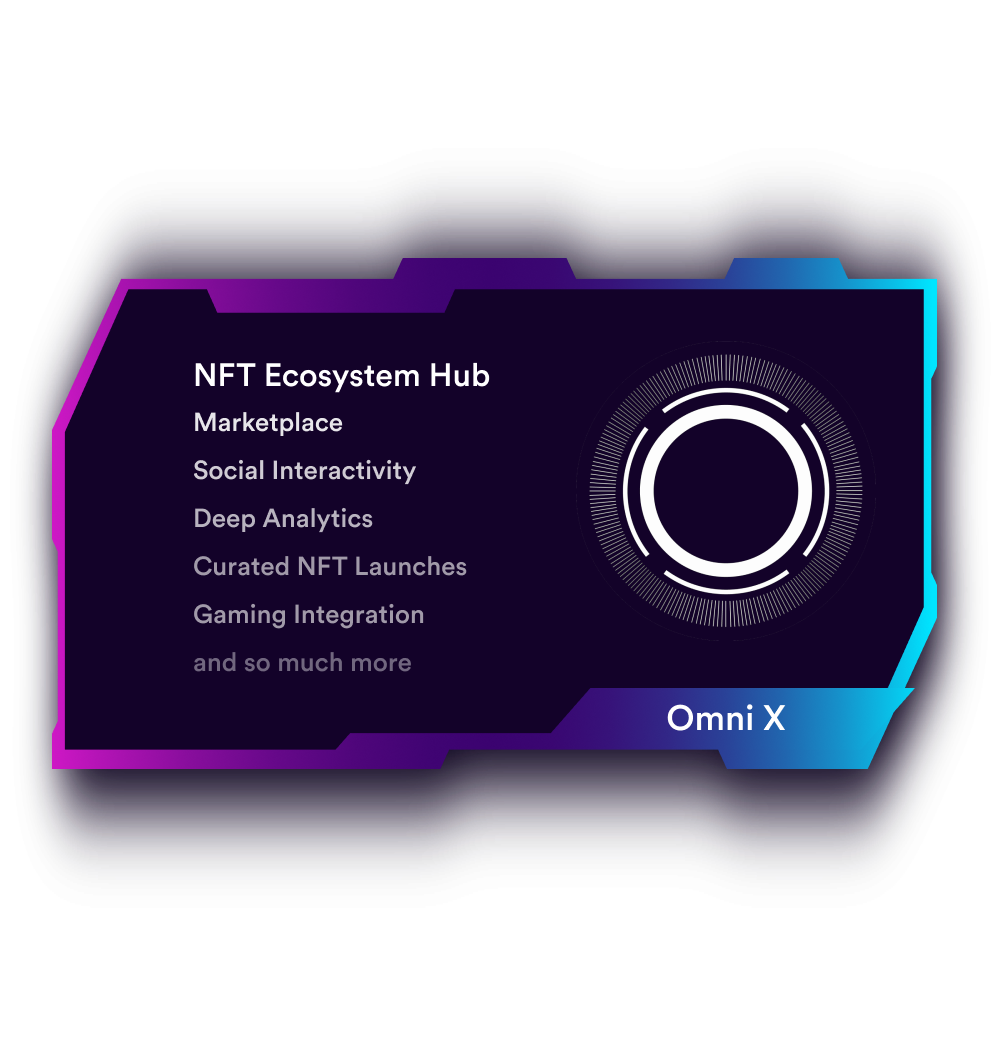 NFT Ecosystem Hub
Marketplace
Social Interactivity
Deep Analytics
Curated NFT Launches
Gaming Integration
and so much more
Omni X